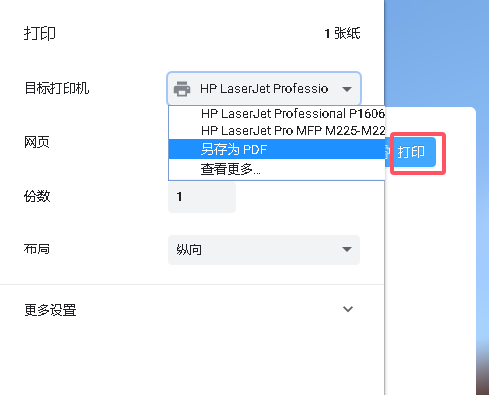 打印
1 张纸
目标打印机
HP LaserJet Professio
HP LaserJet Professional P1606
HP LaserJet Pro MFP M225-M22
另存为 PDF
查看更多...
网页
打印
份数
1
布局
纵向
更多设置